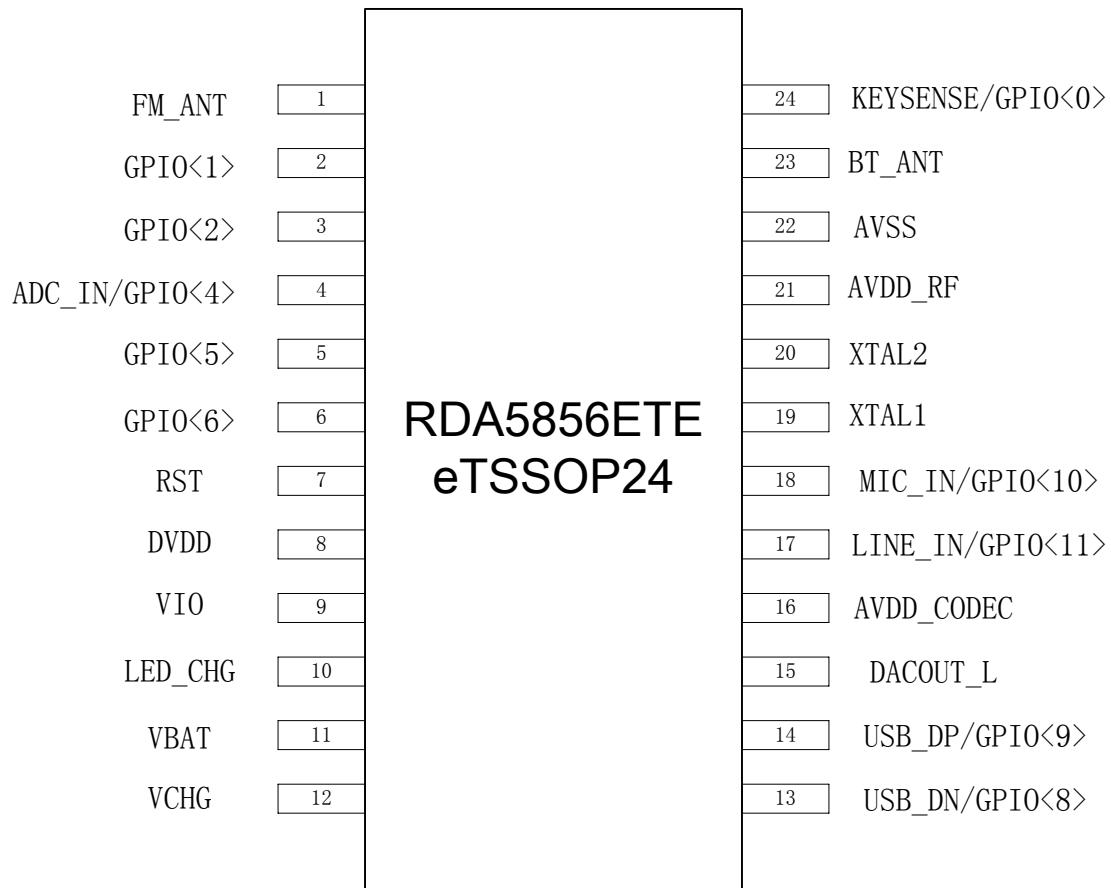 FM_ANT 1 24 KEYSENSE/GPIO<0>
GPIO<1> 2 23 BT_ANT
GPIO<2> 3 22 AVSS
ADC_IN/GPIO<4> 4 21 AVDD_RF
GPIO<5> 5 20 XTAL2
GPIO<6> 6 19 XTAL1
RDA5856ETE
eTSSOP24
RST 7 18 MIC_IN/GPIO<10>
DVDD 8 17 LINE_IN/GPIO<11>
VIO 9 16 AVDD_CODEC
LED_CHG 10 15 DACOUT_L
VBAT 11 14 USB_DP/GPIO<9>
VCHG 12 13 USB_DN/GPIO<8>